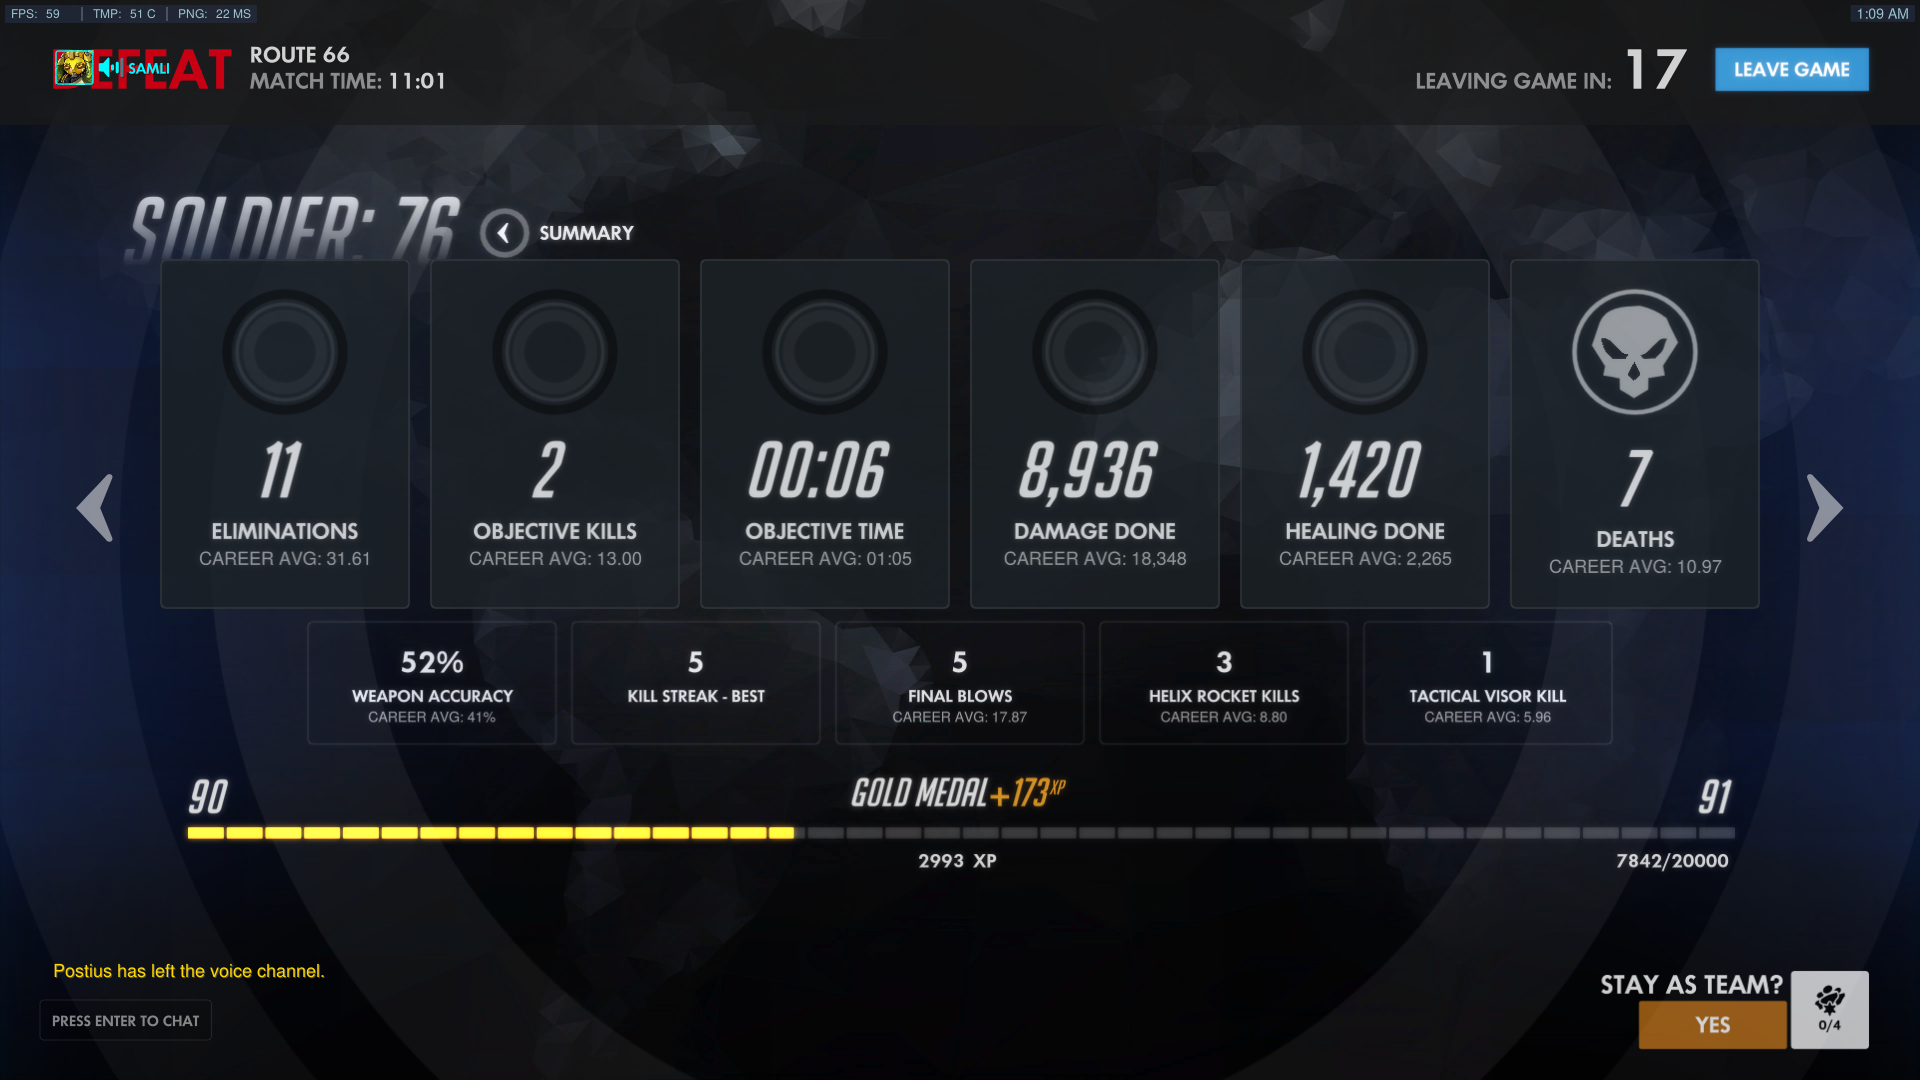 FPS: 59 | TMP: 51 C | PNG: 22 MS
1:09 AM
DEFEAT
SAMLI
ROUTE 66
MATCH TIME: 11:01
LEAVING GAME IN: 17
LEAVE GAME
SOLDIER: 76
SUMMARY
11
ELIMINATIONS
CAREER AVG: 31.61
2
OBJECTIVE KILLS
CAREER AVG: 13.00
00:06
OBJECTIVE TIME
CAREER AVG: 01:05
8,936
DAMAGE DONE
CAREER AVG: 18,348
1,420
HEALING DONE
CAREER AVG: 2,265
7
DEATHS
CAREER AVG: 10.97
52%
WEAPON ACCURACY
CAREER AVG: 41%
5
KILL STREAK - BEST
5
FINAL BLOWS
CAREER AVG: 17.87
3
HELIX ROCKET KILLS
CAREER AVG: 8.80
1
TACTICAL VISOR KILL
CAREER AVG: 5.96
90
GOLD MEDAL +173 XP
91
2993 XP
7842/20000
Postius has left the voice channel.
PRESS ENTER TO CHAT
STAY AS TEAM?
YES
0/4